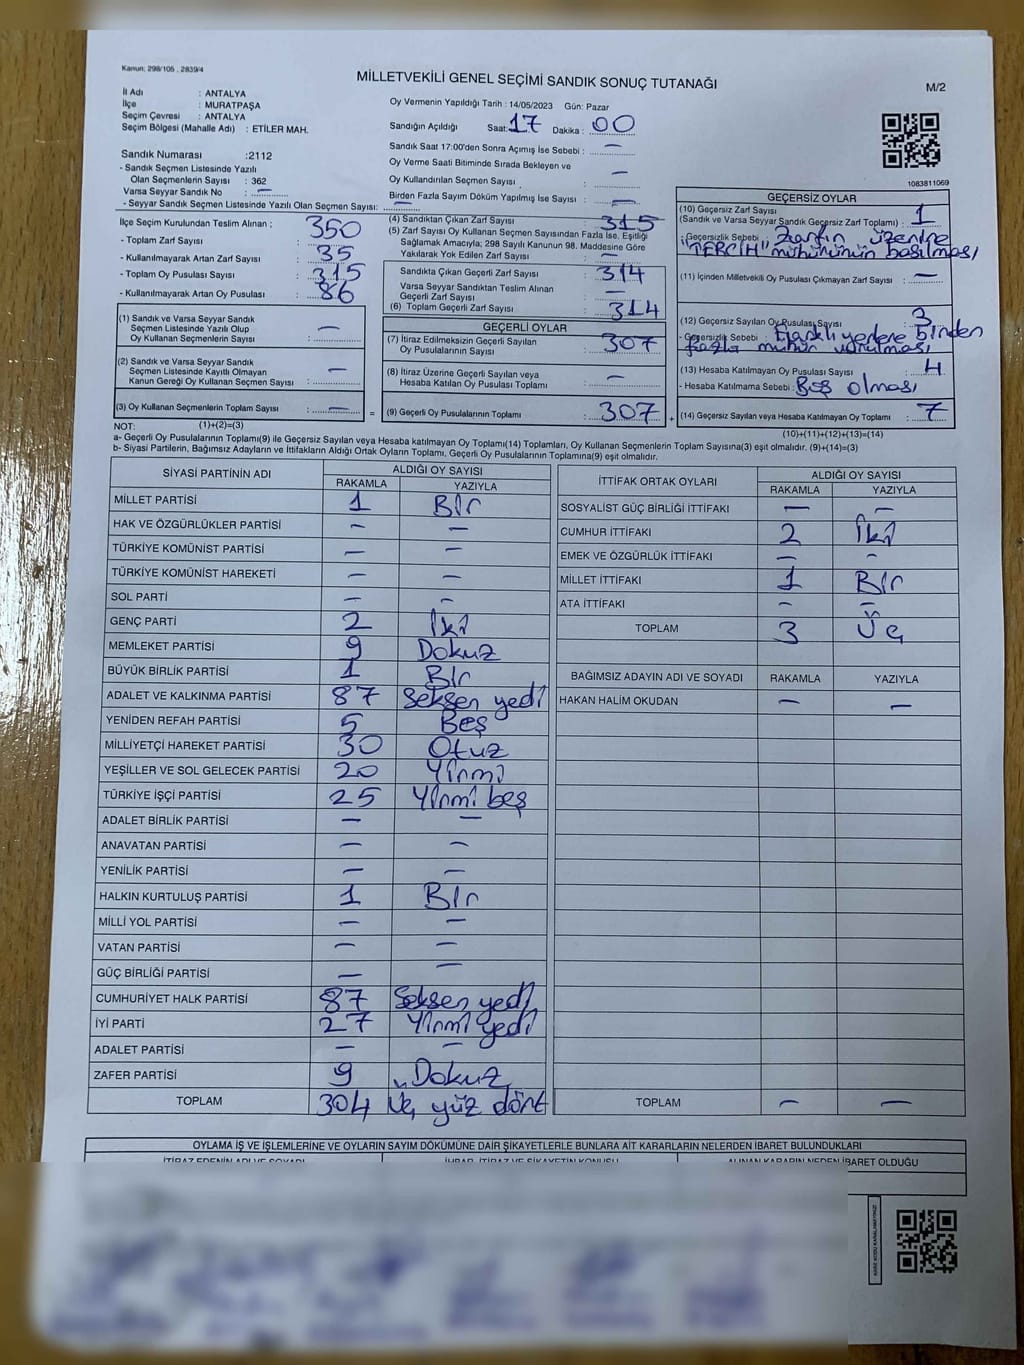 Kanun: 298/105 , 2839/4
MİLLETVEKİLİ GENEL SEÇİMİ SANDIK SONUÇ TUTANAĞI
M/2
İl Adı : ANTALYA
İlçe : MURATPAŞA
Seçim Çevresi : ANTALYA
Seçim Bölgesi (Mahalle Adı) : ETİLER MAH.
Oy Vermenin Yapıldığı Tarih : 14/05/2023 Gün: Pazar
Sandığın Açıldığı Saat: 17 Dakika : 00
Sandık Saat 17:00'den Sonra Açımış İse Sebebi : —
Oy Verme Saati Bitiminde Sırada Bekleyen ve
Oy Kullandırılan Seçmen Sayısı : —
Birden Fazla Sayım Döküm Yapılmış İse Sayısı : —
Sandık Numarası :2112
- Sandık Seçmen Listesinde Yazılı
Olan Seçmenlerin Sayısı : 362
Varsa Seyyar Sandık No : —
- Seyyar Sandık Seçmen Listesinde Yazılı Olan Seçmen Sayısı: —
1083811069
İlçe Seçim Kurulundan Teslim Alınan : 350
- Toplam Zarf Sayısı
- Kullanılmayarak Artan Zarf Sayısı : 35
- Toplam Oy Pusulası Sayısı : 315
- Kullanılmayarak Artan Oy Pusulası : 86
(1) Sandık ve Varsa Seyyar Sandık
Seçmen Listesinde Yazılı Olup
Oy Kullanan Seçmen Sayısı : —
(2) Sandık ve Varsa Seyyar Sandık
Seçmen Listesinde Kayıtlı Olmayan
Kanun Gereği Oy Kullanan Seçmen Sayısı : —
(3) Oy Kullanan Seçmenlerin Toplam Sayısı : — =
(4) Sandıktan Çıkan Zarf Sayısı : 315
(5) Zarf Sayısı Oy Kullanan Seçmen Sayısından Fazla İse, Eşitliği
Sağlamak Amacıyla; 298 Sayılı Kanunun 98. Maddesine Göre
Yakılarak Yok Edilen Zarf Sayısı : —
Sandıkta Çıkan Geçerli Zarf Sayısı : 314
Varsa Seyyar Sandıktan Teslim Alınan
Geçerli Zarf Sayısı : —
(6) Toplam Geçerli Zarf Sayısı : 314
GEÇERLİ OYLAR
(7) İtiraz Edilmeksizin Geçerli Sayılan
Oy Pusulalarının Sayısı : 307
(8) İtiraz Üzerine Geçerli Sayılan veya
Hesaba Katılan Oy Pusulası Toplamı : —
(9) Geçerli Oy Pusulalarının Toplamı : 307 +
GEÇERSİZ OYLAR
(10) Geçersiz Zarf Sayısı
(Sandık ve Varsa Seyyar Sandık Geçersiz Zarf Toplamı) : 1
- Geçersizlik Sebebi : Zarfın üzerine
"TERCİH" mühürünün basılması
(11) İçinden Milletvekili Oy Pusulası Çıkmayan Zarf Sayısı : —
(12) Geçersiz Sayılan Oy Pusulası Sayısı : 3
- Geçersizlik Sebebi : Farklı yerlere birden
fazla mühür vurulması
(13) Hesaba Katılmayan Oy Pusulası Sayısı : 4
- Hesaba Katılmama Sebebi : Boş olması
(14) Geçersiz Sayılan veya Hesaba Katılmayan Oy Toplamı : 7
NOT: (1)+(2)=(3) (10)+(11)+(12)+(13)=(14)
a- Geçerli Oy Pusulalarının Toplamı(9) ile Geçersiz Sayılan veya Hesaba katılmayan Oy Toplamı(14) Toplamları, Oy Kullanan Seçmenlerin Toplam Sayısına(3) eşit olmalıdır. (9)+(14)=(3)
b- Siyasi Partilerin, Bağımsız Adayların ve İttifakların Aldığı Ortak Oyların Toplamı, Geçerli Oy Pusulalarının Toplamına(9) eşit olmalıdır.
SİYASİ PARTİNİN ADI ALDIĞI OY SAYISI
RAKAMLA YAZIYLA
MİLLET PARTİSİ 1 Bir
HAK VE ÖZGÜRLÜKLER PARTİSİ — —
TÜRKİYE KOMÜNİST PARTİSİ — —
TÜRKİYE KOMÜNİST HAREKETİ — —
SOL PARTİ — —
GENÇ PARTİ 2 İki
MEMLEKET PARTİSİ 9 Dokuz
BÜYÜK BİRLİK PARTİSİ 1 Bir
ADALET VE KALKINMA PARTİSİ 87 Seksen yedi
YENİDEN REFAH PARTİSİ 5 Beş
MİLLİYETÇİ HAREKET PARTİSİ 30 Otuz
YEŞİLLER VE SOL GELECEK PARTİSİ 20 Yirmi
TÜRKİYE İŞÇİ PARTİSİ 25 Yirmi beş
ADALET BİRLİK PARTİSİ — —
ANAVATAN PARTİSİ — —
YENİLİK PARTİSİ — —
HALKIN KURTULUŞ PARTİSİ 1 Bir
MİLLİ YOL PARTİSİ — —
VATAN PARTİSİ — —
GÜÇ BİRLİĞİ PARTİSİ — —
CUMHURİYET HALK PARTİSİ 87 Seksen yedi
İYİ PARTİ 27 Yirmi yedi
ADALET PARTİSİ — —
ZAFER PARTİSİ 9 Dokuz
TOPLAM 304 Üç yüz dört
İTTİFAK ORTAK OYLARI ALDIĞI OY SAYISI
RAKAMLA YAZIYLA
SOSYALİST GÜÇ BİRLİĞİ İTTİFAKI — —
CUMHUR İTTİFAKI 2 İki
EMEK VE ÖZGÜRLÜK İTTİFAKI — —
MİLLET İTTİFAKI 1 Bir
ATA İTTİFAKI — —
TOPLAM 3 Üç
BAĞIMSIZ ADAYIN ADI VE SOYADI RAKAMLA YAZIYLA
HAKAN HALİM OKUDAN — —
TOPLAM — —
OYLAMA İŞ VE İŞLEMLERİNE VE OYLARIN SAYIM DÖKÜMÜNE DAİR ŞİKAYETLERLE BUNLARA AİT KARARLARIN NELERDEN İBARET BULUNDUKLARI
İTİRAZ EDENİN ADI VE SOYADI İHBAR, İTİRAZ VE ŞİKAYETİN KONUSU ALINAN KARARIN NEDEN İBARET OLDUĞU